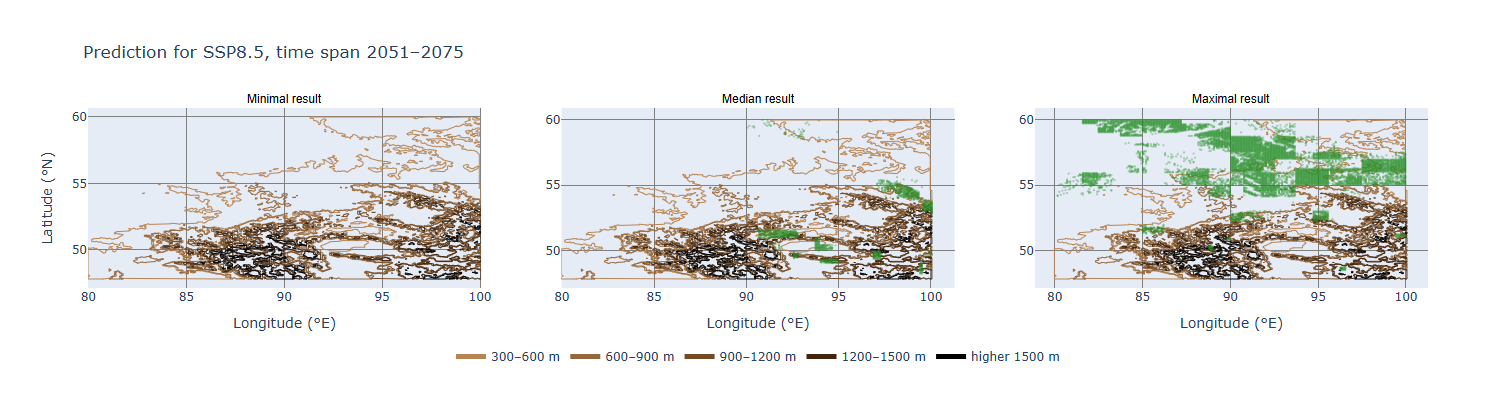 Prediction for SSP8.5, time span 2051–2075
Minimal result
Median result
Maximal result
Latitude (°N)
60
55
50
80
85
90
95
100
Longitude (°E)
60
55
50
80
85
90
95
100
Longitude (°E)
60
55
50
80
85
90
95
100
Longitude (°E)
300–600 m
600–900 m
900–1200 m
1200–1500 m
higher 1500 m